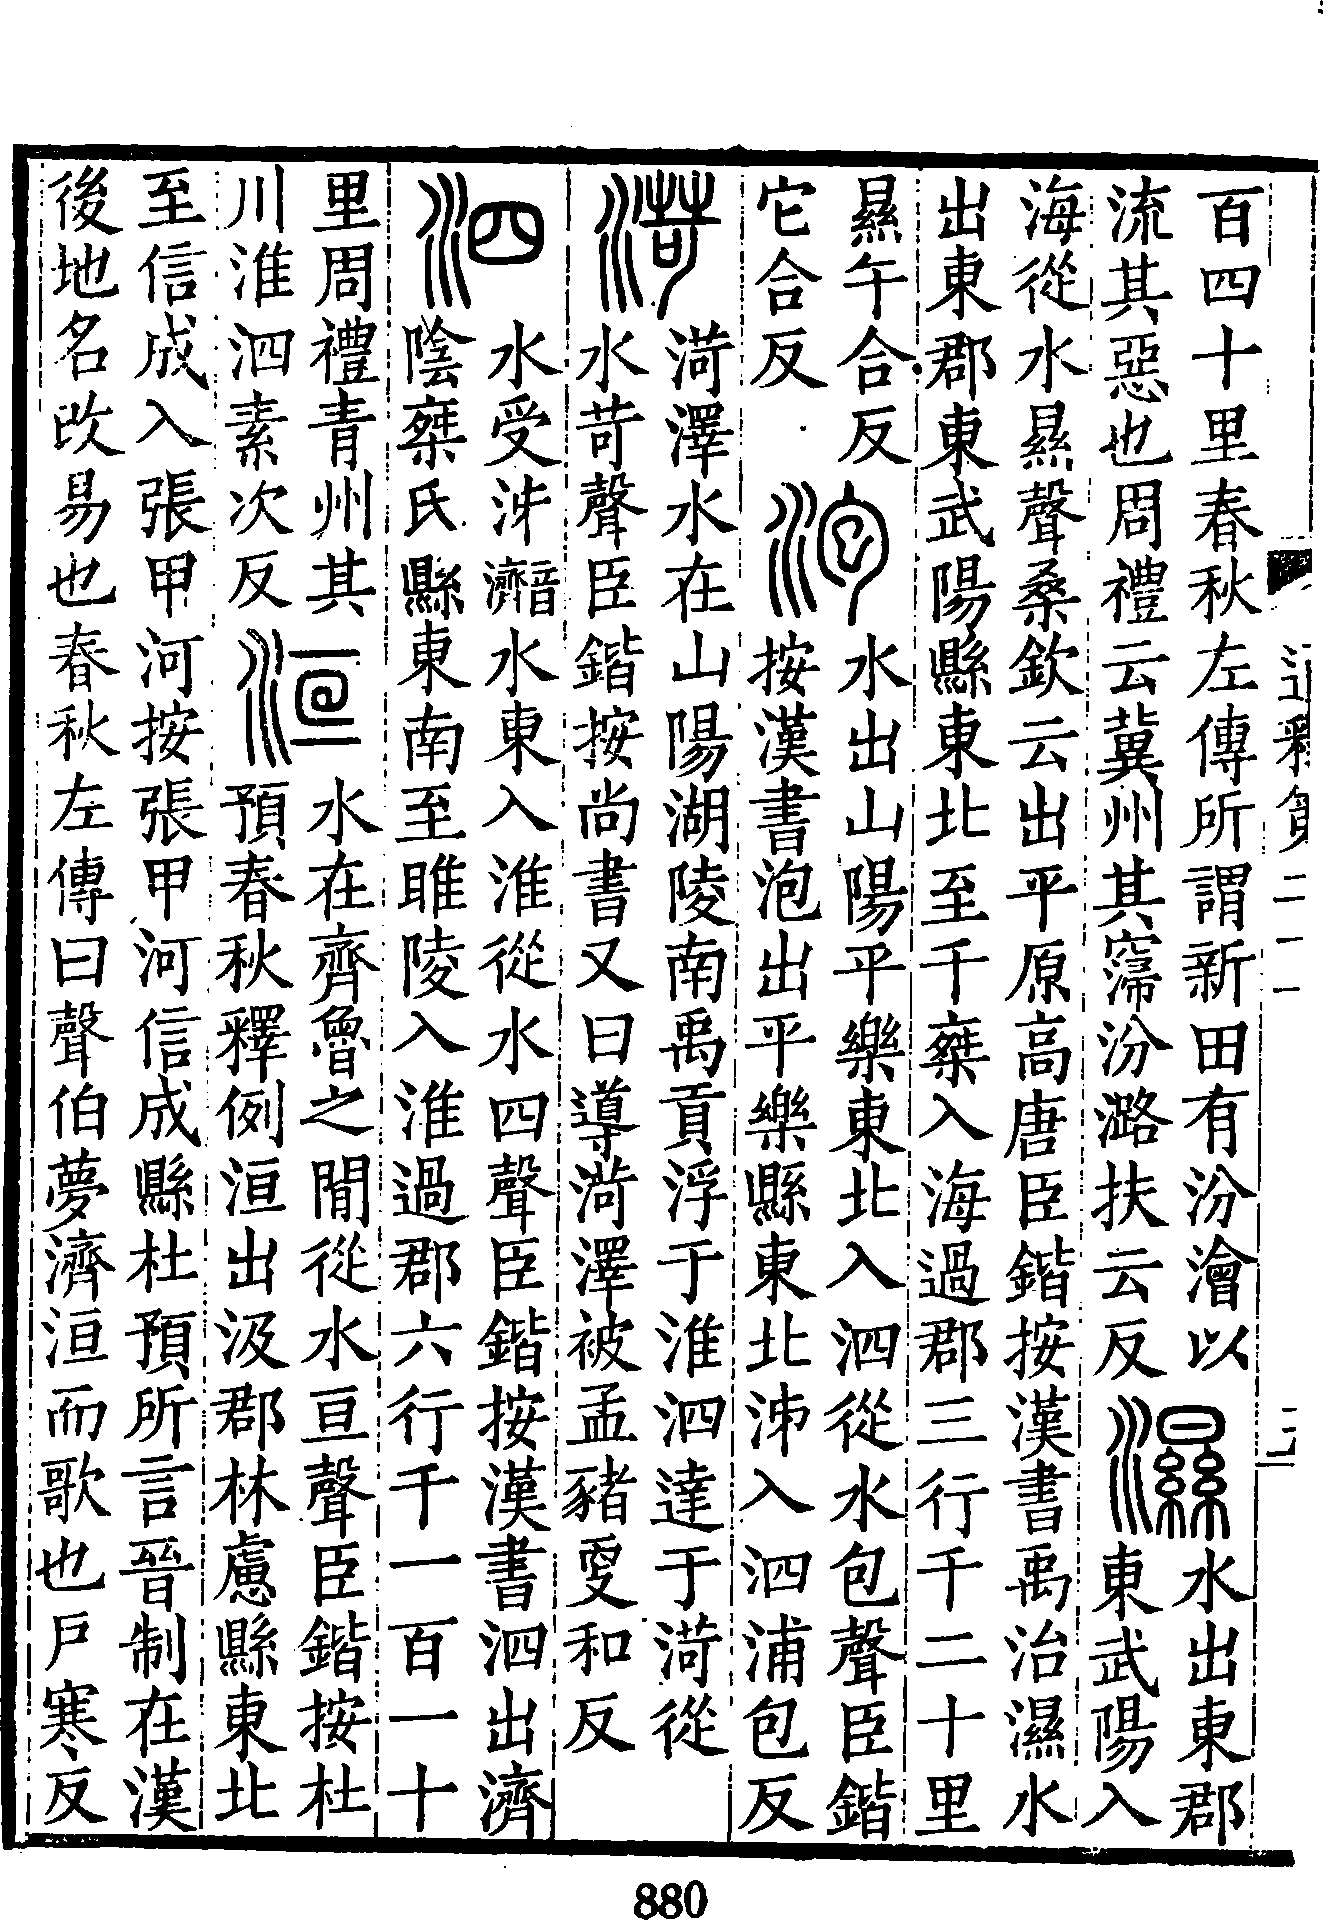 百四十里春秋左傳所謂新田有汾澮以
流其惡也周禮云冀州其寖汾潞扶云反
濕
水出東郡
東武陽入
海從水㬎聲桑欽云出平原高唐臣鍇按漢書禹治濕水
出東郡東武陽縣東北至千椉入海過郡三行千二十里
㬎午合反
它合反
泡
水出山陽平樂東北入泗從水包聲臣鍇
按漢書泡出平樂縣東北泲入泗浦包反
渮
渮澤水在山陽湖陵南禹貢浮于淮泗達于渮從
水苛聲臣鍇按尚書又曰導渮澤被孟豬和反
泗
水受泲音濟水東入淮從水四聲臣鍇按漢書泗出濟
陰椉氏縣東南至睢陵入淮過郡六行千一百一十
里周禮青州其
川淮泗素次反
洹
水在齊魯之閒從水亘聲臣鍇按杜
預春秋釋例洹出汲郡林慮縣東北
至信成入張甲河按張甲河信成縣杜預所言晉制在漢
後地名改易也春秋左傳曰聲伯夢濟洹而歌也戶寒反
880